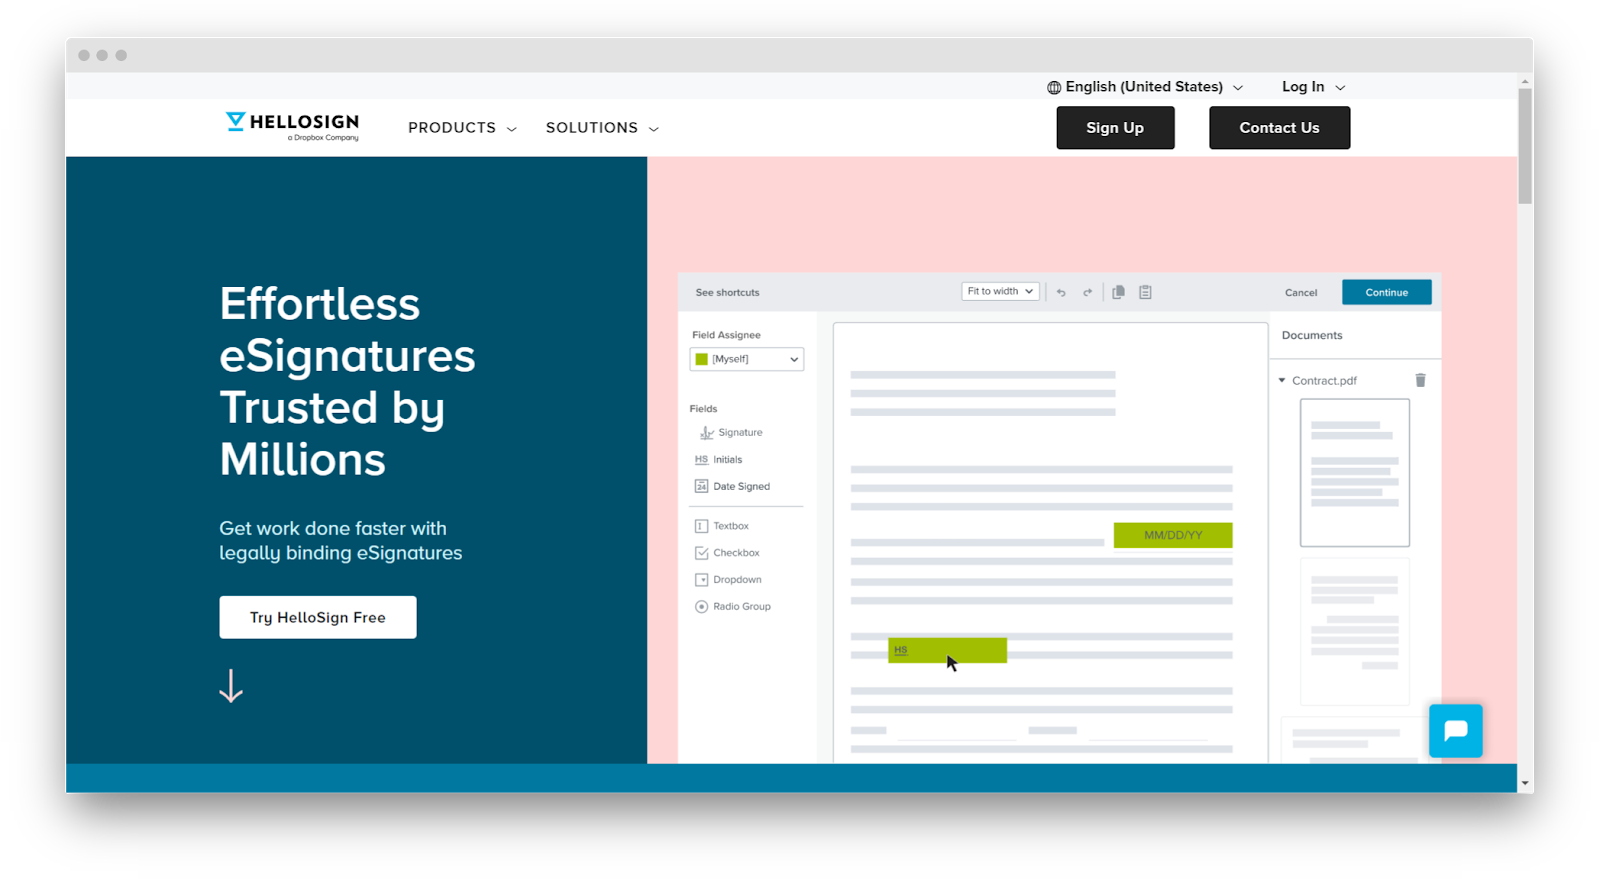 English (United States)
Log In
HELLOSIGN
a Dropbox Company
PRODUCTS
SOLUTIONS
Sign Up
Contact Us
Effortless
eSignatures
Trusted by
Millions
Get work done faster with
legally binding eSignatures
Try HelloSign Free
See shortcuts
Fit to width
Cancel
Continue
Field Assignee
[Myself]
Fields
Signature
HS Initials
24 Date Signed
Textbox
Checkbox
Dropdown
Radio Group
MM/DD/YY
HS
Documents
Contract.pdf